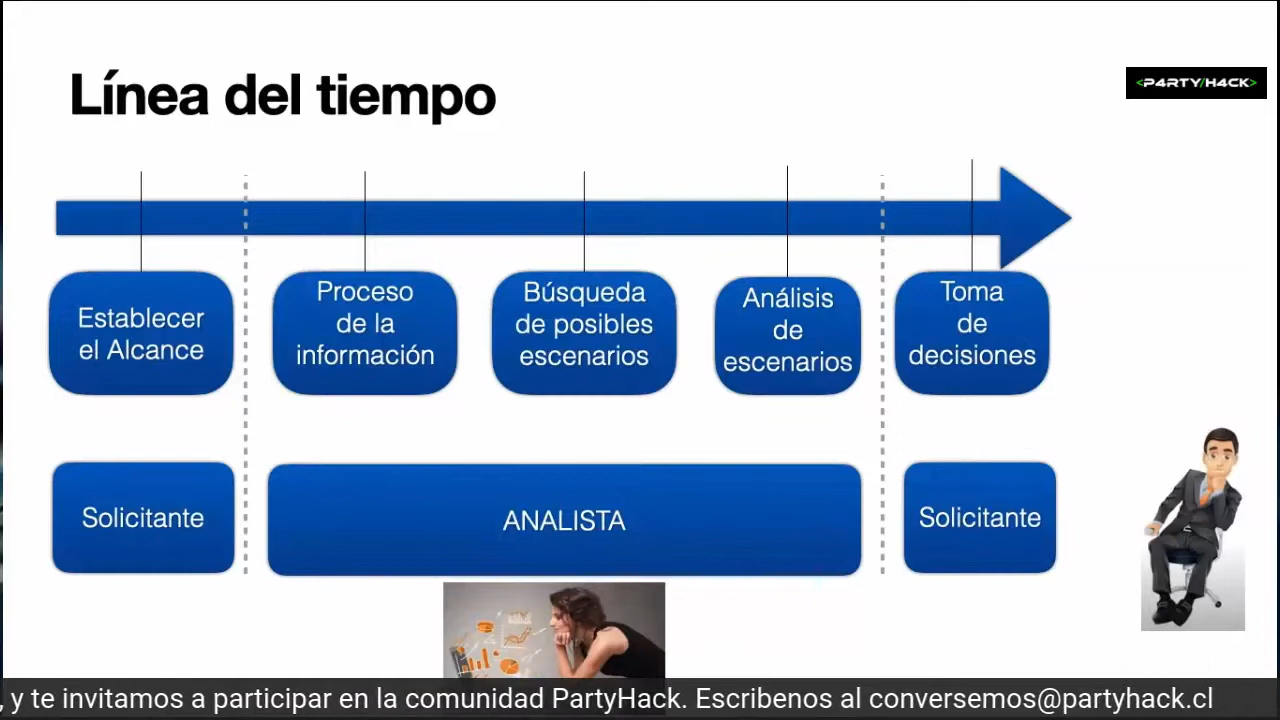 Línea del tiempo
<P4RTY/H4CK>
Establecer
el Alcance
Proceso
de la
información
Búsqueda
de posibles
escenarios
Análisis
de
escenarios
Toma
de
decisiones
Solicitante
ANALISTA
Solicitante
, y te invitamos a participar en la comunidad PartyHack. Escribenos al conversemos@partyhack.cl